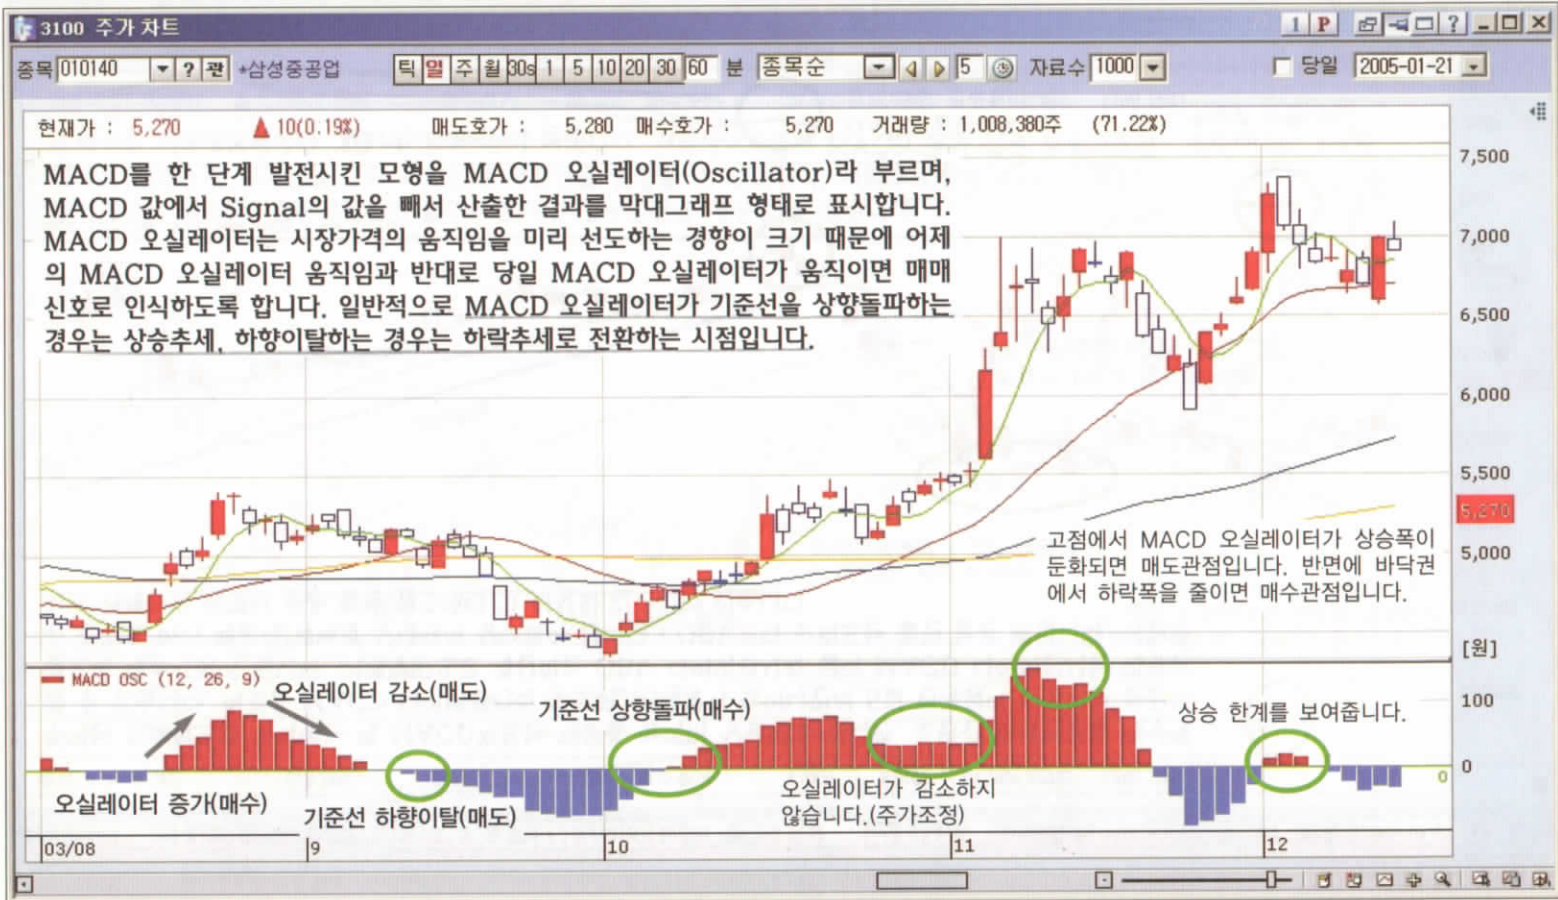 3100 주가 차트
1 P ?
종목 010140 ? 관 *삼성중공업 틱 일 주 월 30s 1 5 10 20 30 60 분 종목순 5 자료수 1000 당일 2005-01-21
현재가 : 5,270 ▲ 10(0.19%) 매도호가 : 5,280 매수호가 : 5,270 거래량 : 1,008,380주 (71.22%)
MACD를 한 단계 발전시킨 모형을 MACD 오실레이터(Oscillator)라 부르며,
MACD 값에서 Signal의 값을 빼서 산출한 결과를 막대그래프 형태로 표시합니다.
MACD 오실레이터는 시장가격의 움직임을 미리 선도하는 경향이 크기 때문에 어제
의 MACD 오실레이터 움직임과 반대로 당일 MACD 오실레이터가 움직이면 매매
신호로 인식하도록 합니다. 일반적으로 MACD 오실레이터가 기준선을 상향돌파하는
경우는 상승추세, 하향이탈하는 경우는 하락추세로 전환하는 시점입니다.
7,500
7,000
6,500
6,000
5,500
5,270
5,000
[원]
고점에서 MACD 오실레이터가 상승폭이
둔화되면 매도관점입니다. 반면에 바닥권
에서 하락폭을 줄이면 매수관점입니다.
MACD OSC (12, 26, 9)
오실레이터 감소(매도)
기준선 상향돌파(매수)
상승 한계를 보여줍니다.
100
0
0
오실레이터 증가(매수)
기준선 하향이탈(매도)
오실레이터가 감소하지
않습니다.(주가조정)
03/08 9 10 11 12